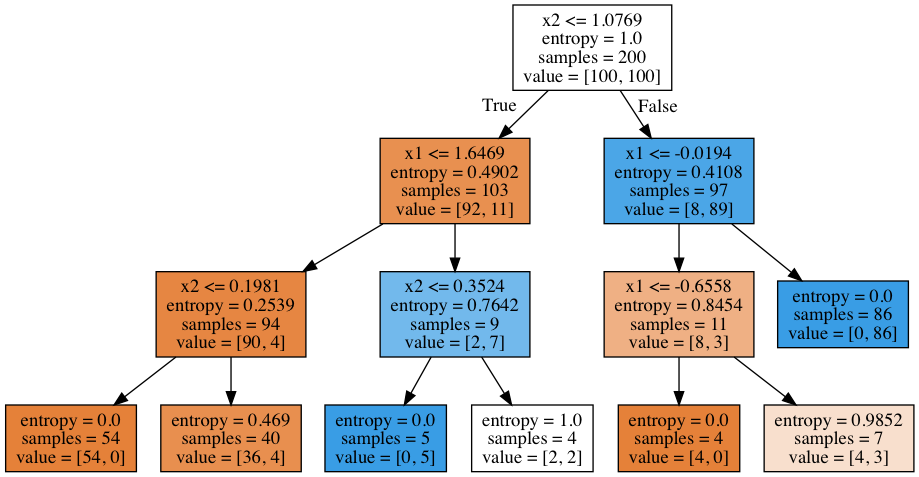 x2 <= 1.0769
entropy = 1.0
samples = 200
value = [100, 100]
True
False
x1 <= 1.6469
entropy = 0.4902
samples = 103
value = [92, 11]
x1 <= -0.0194
entropy = 0.4108
samples = 97
value = [8, 89]
x2 <= 0.1981
entropy = 0.2539
samples = 94
value = [90, 4]
x2 <= 0.3524
entropy = 0.7642
samples = 9
value = [2, 7]
x1 <= -0.6558
entropy = 0.8454
samples = 11
value = [8, 3]
entropy = 0.0
samples = 86
value = [0, 86]
entropy = 0.0
samples = 54
value = [54, 0]
entropy = 0.469
samples = 40
value = [36, 4]
entropy = 0.0
samples = 5
value = [0, 5]
entropy = 1.0
samples = 4
value = [2, 2]
entropy = 0.0
samples = 4
value = [4, 0]
entropy = 0.9852
samples = 7
value = [4, 3]